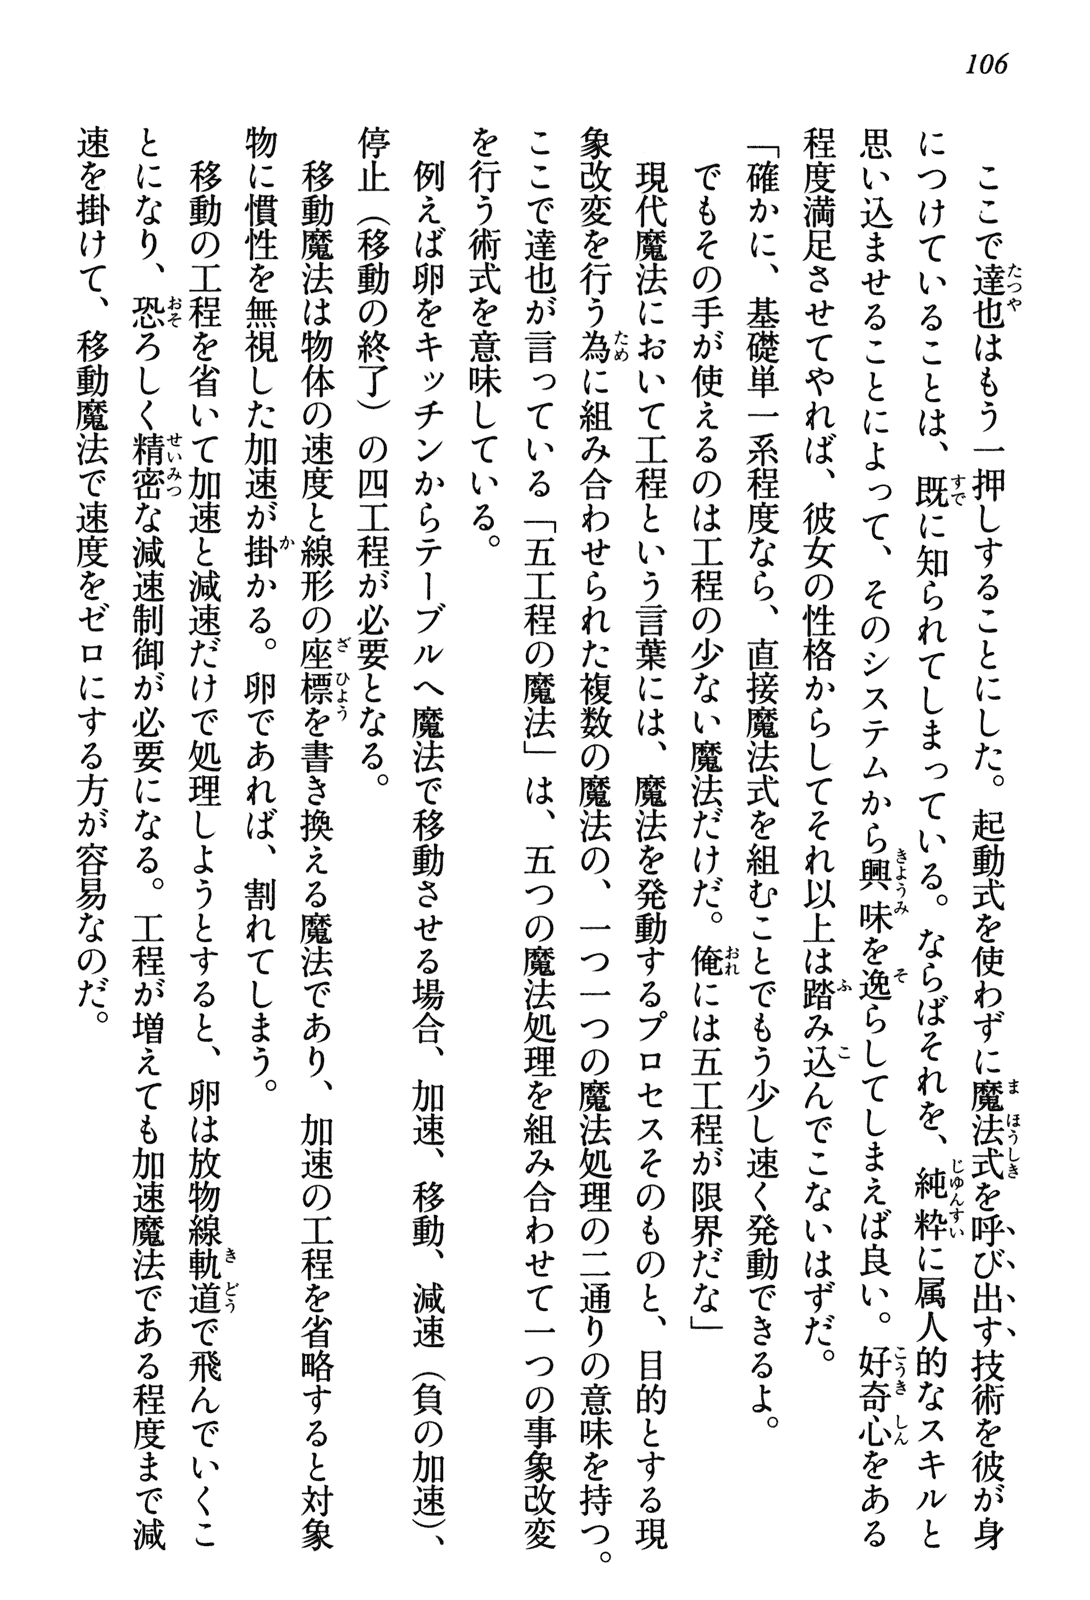 106
ここで達也はもう一押しすることにした。起動式を使わずに魔法式を呼び出す技術を彼が身
につけていることは、既に知られてしまっている。ならばそれを、純粋に属人的なスキルと
思い込ませることによって、そのシステムから興味を逸らしてしまえば良い。好奇心をある
程度満足させてやれば、彼女の性格からしてそれ以上は踏み込んでこないはずだ。
「確かに、基礎単一系程度なら、直接魔法式を組むことでもう少し速く発動できるよ。
でもその手が使えるのは工程の少ない魔法だけだ。俺には五工程が限界だな」
現代魔法において工程という言葉には、魔法を発動するプロセスそのものと、目的とする現
象改変を行う為に組み合わせられた複数の魔法の、一つ一つの魔法処理の二通りの意味を持つ。
ここで達也が言っている「五工程の魔法」は、五つの魔法処理を組み合わせて一つの事象改変
を行う術式を意味している。
例えば卵をキッチンからテーブルへ魔法で移動させる場合、加速、移動、減速（負の加速）、
停止（移動の終了）の四工程が必要となる。
移動魔法は物体の速度と線形の座標を書き換える魔法であり、加速の工程を省略すると対象
物に慣性を無視した加速が掛かる。卵であれば、割れてしまう。
移動の工程を省いて加速と減速だけで処理しようとすると、卵は放物線軌道で飛んでいくこ
とになり、恐ろしく精密な減速制御が必要になる。工程が増えても加速魔法である程度まで減
速を掛けて、移動魔法で速度をゼロにする方が容易なのだ。